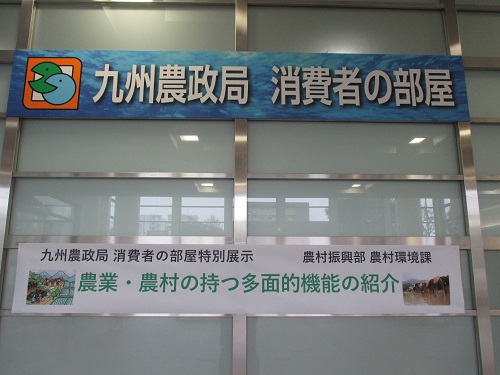 九州農政局 消費者の部屋
九州農政局 消費者の部屋特別展示 農村振興部 農村環境課
農業・農村の持つ多面的機能の紹介